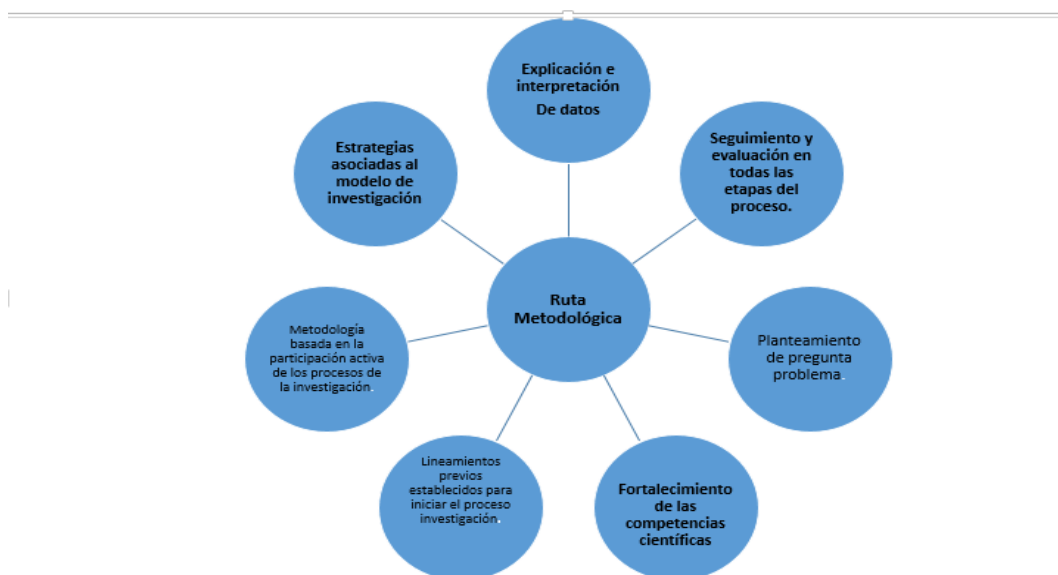 Explicación e
interpretación
De datos
Seguimiento y
evaluación en
todas las
etapas del
proceso.
Planteamiento
de pregunta
problema.
Fortalecimiento
de las
competencias
científicas
Lineamientos
previos
establecidos para
iniciar el proceso
investigación.
Metodología
basada en la
participación activa
de los procesos de
la investigación.
Estrategias
asociadas al
modelo de
investigación
Ruta
Metodológica